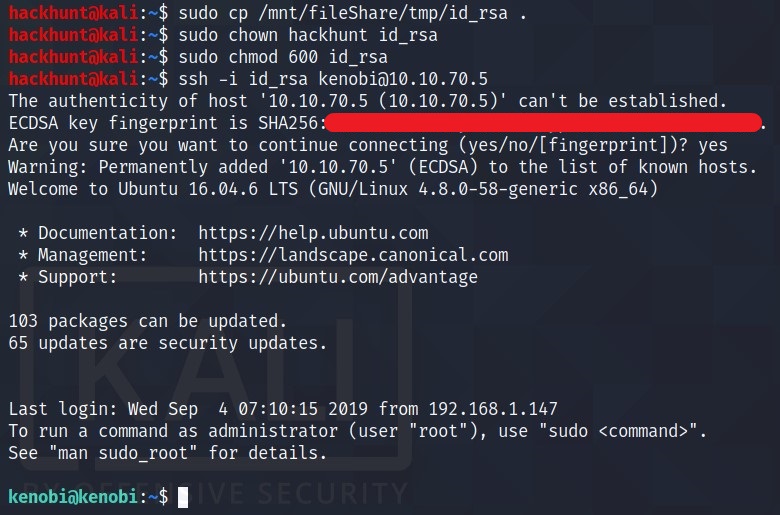 hackhunt@kali:~$ sudo cp /mnt/fileShare/tmp/id_rsa .
hackhunt@kali:~$ sudo chown hackhunt id_rsa
hackhunt@kali:~$ sudo chmod 600 id_rsa
hackhunt@kali:~$ ssh -i id_rsa kenobi@10.10.70.5
The authenticity of host '10.10.70.5 (10.10.70.5)' can't be established.
ECDSA key fingerprint is SHA256: .
Are you sure you want to continue connecting (yes/no/[fingerprint])? yes
Warning: Permanently added '10.10.70.5' (ECDSA) to the list of known hosts.
Welcome to Ubuntu 16.04.6 LTS (GNU/Linux 4.8.0-58-generic x86_64)
* Documentation:  https://help.ubuntu.com
* Management:     https://landscape.canonical.com
* Support:        https://ubuntu.com/advantage
103 packages can be updated.
65 updates are security updates.
KALI
Last login: Wed Sep  4 07:10:15 2019 from 192.168.1.147
To run a command as administrator (user "root"), use "sudo <command>".
See "man sudo_root" for details.
kenobi@kenobi:~$
BY OFFENSIVE SECURITY